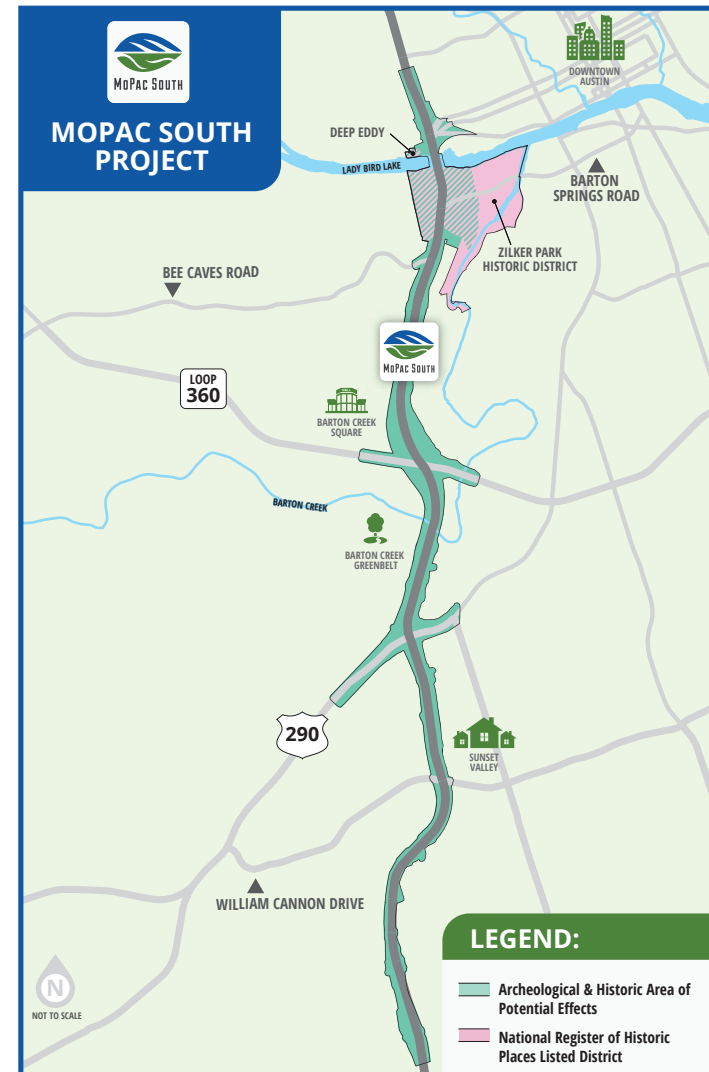 MoPac South
MOPAC SOUTH
PROJECT
DOWNTOWN
AUSTIN
DEEP EDDY
LADY BIRD LAKE
BARTON
SPRINGS ROAD
ZILKER PARK
HISTORIC DISTRICT
BEE CAVES ROAD
MoPac South
LOOP
360
BARTON CREEK
SQUARE
BARTON CREEK
BARTON CREEK
GREENBELT
290
SUNSET
VALLEY
WILLIAM CANNON DRIVE
N
NOT TO SCALE
LEGEND:
Archeological & Historic Area of
Potential Effects
National Register of Historic
Places Listed District